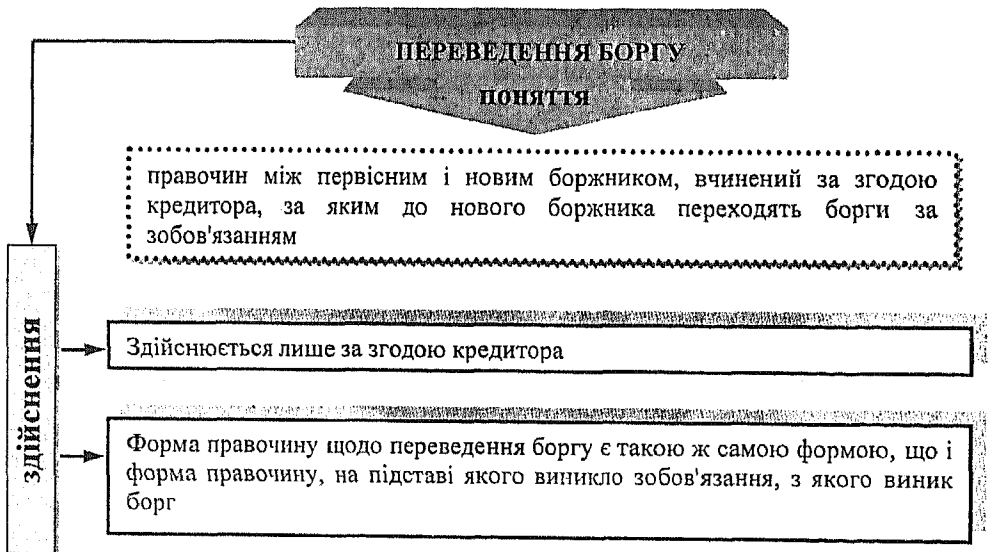 ПЕРЕВЕДЕННЯ БОРГУ
ПОНЯТТЯ
правочин між первісним і новим боржником, вчинений за згодою
кредитора, за яким до нового боржника переходять борги за
зобов'язанням
здійснення
Здійснюється лише за згодою кредитора
Форма правочину щодо переведення боргу є такою ж самою формою, що і
форма правочину, на підставі якого виникло зобов'язання, з якого виник
борг